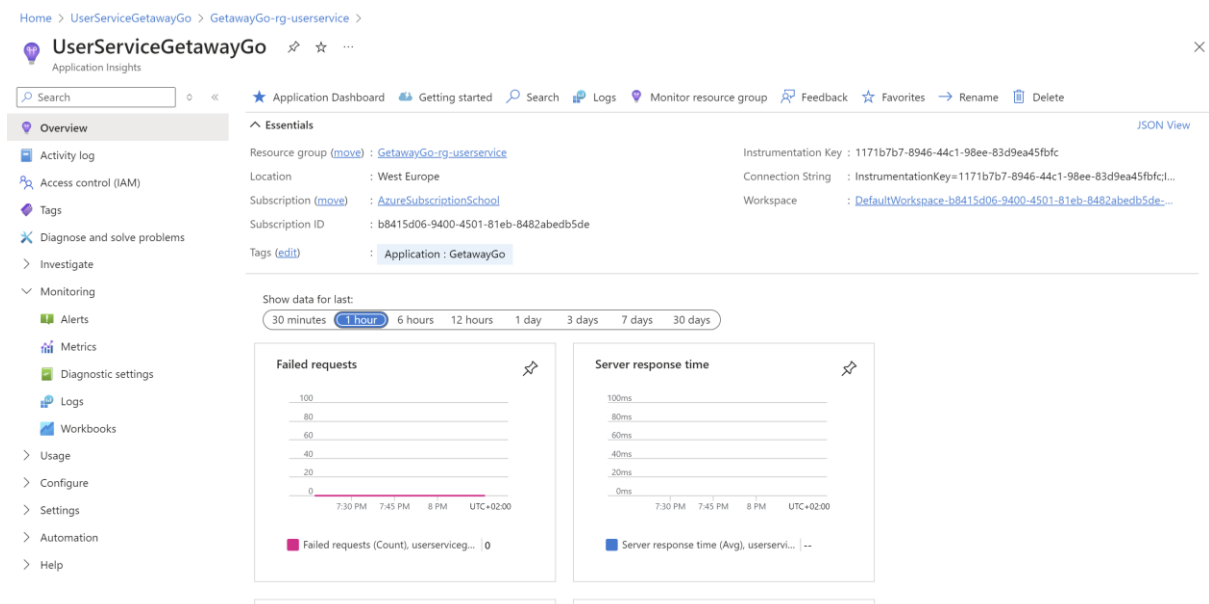 Home > UserServiceGetawayGo > GetawayGo-rg-userservice >
UserServiceGetawayGo
Application Insights
Search
Overview
Activity log
Access control (IAM)
Tags
Diagnose and solve problems
Investigate
Monitoring
Alerts
Metrics
Diagnostic settings
Logs
Workbooks
Usage
Configure
Settings
Automation
Help
Application Dashboard Getting started Search Logs Monitor resource group Feedback Favorites Rename Delete
Essentials JSON View
Resource group (move) : GetawayGo-rg-userservice
Location : West Europe
Subscription (move) : AzureSubscriptionSchool
Subscription ID : b8415d06-9400-4501-81eb-8482abedb5de
Tags (edit) : Application : GetawayGo
Instrumentation Key : 1171b7b7-8946-44c1-98ee-83d9ea45fbfc
Connection String : InstrumentationKey=1171b7b7-8946-44c1-98ee-83d9ea45fbfc;I...
Workspace : DefaultWorkspace-b8415d06-9400-4501-81eb-8482abedb5de-...
Show data for last:
30 minutes 1 hour 6 hours 12 hours 1 day 3 days 7 days 30 days
Failed requests
100
80
60
40
20
0
7:30 PM 7:45 PM 8 PM UTC+02:00
Failed requests (Count), userserviceg... 0
Server response time
100ms
80ms
60ms
40ms
20ms
0ms
7:30 PM 7:45 PM 8 PM UTC+02:00
Server response time (Avg), userservi... --